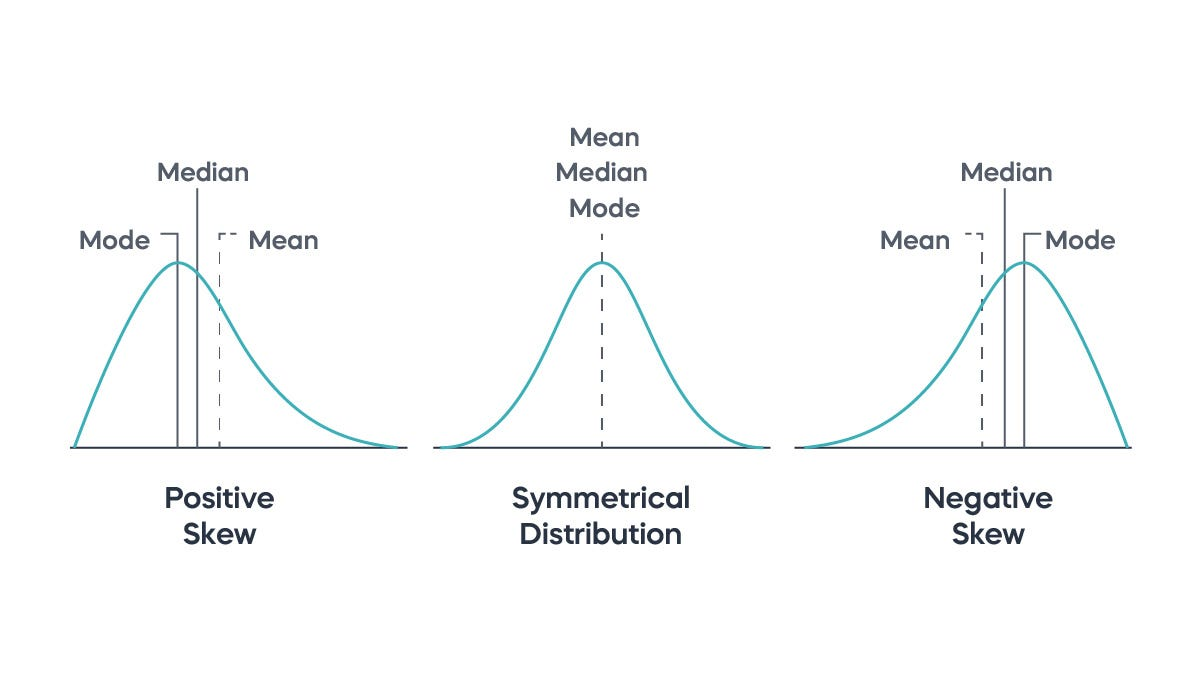 Median
Mode
Mean
Positive
Skew
Mean
Median
Mode
Symmetrical
Distribution
Median
Mean
Mode
Negative
Skew